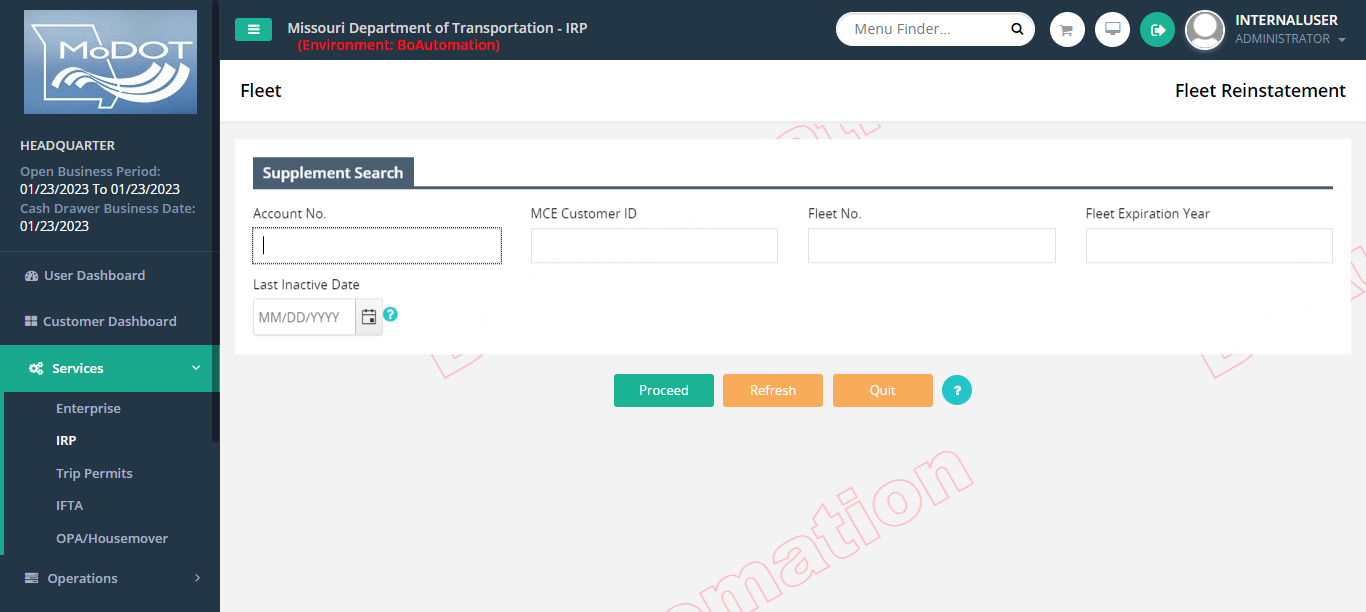 MoDOT
HEADQUARTER
Open Business Period:
01/23/2023 To 01/23/2023
Cash Drawer Business Date:
01/23/2023
User Dashboard
Customer Dashboard
Services
Enterprise
IRP
Trip Permits
IFTA
OPA/Housemover
Operations
Missouri Department of Transportation - IRP
(Environment: BoAutomation)
Menu Finder...
INTERNALUSER
ADMINISTRATOR
Fleet
Fleet Reinstatement
Supplement Search
Account No.
MCE Customer ID
Fleet No.
Fleet Expiration Year
Last Inactive Date
MM/DD/YYYY
?
Proceed
Refresh
Quit
?
omation